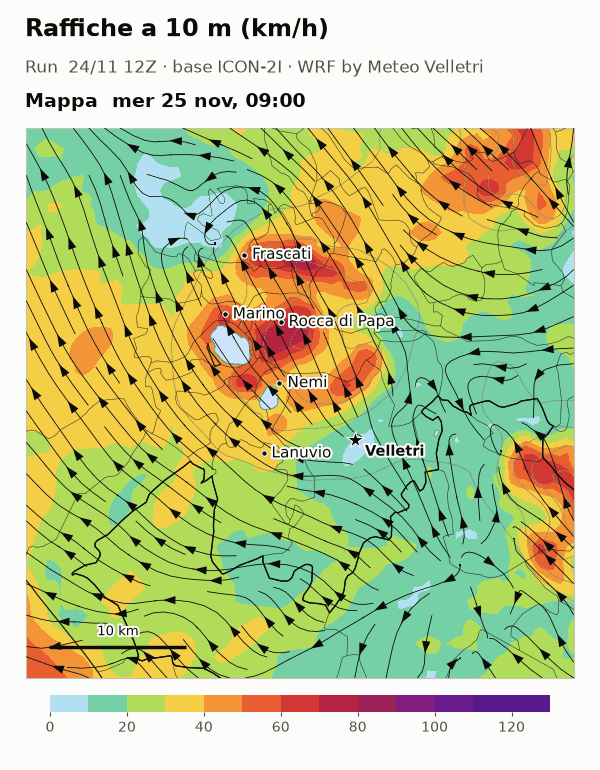 Raffiche a 10 m (km/h)
Run 24/11 12Z · base ICON-2I · WRF by Meteo Velletri
Mappa mer 25 nov, 09:00
Frascati
Marino
Rocca di Papa
Nemi
Velletri
Lanuvio
10 km
0 20 40 60 80 100 120